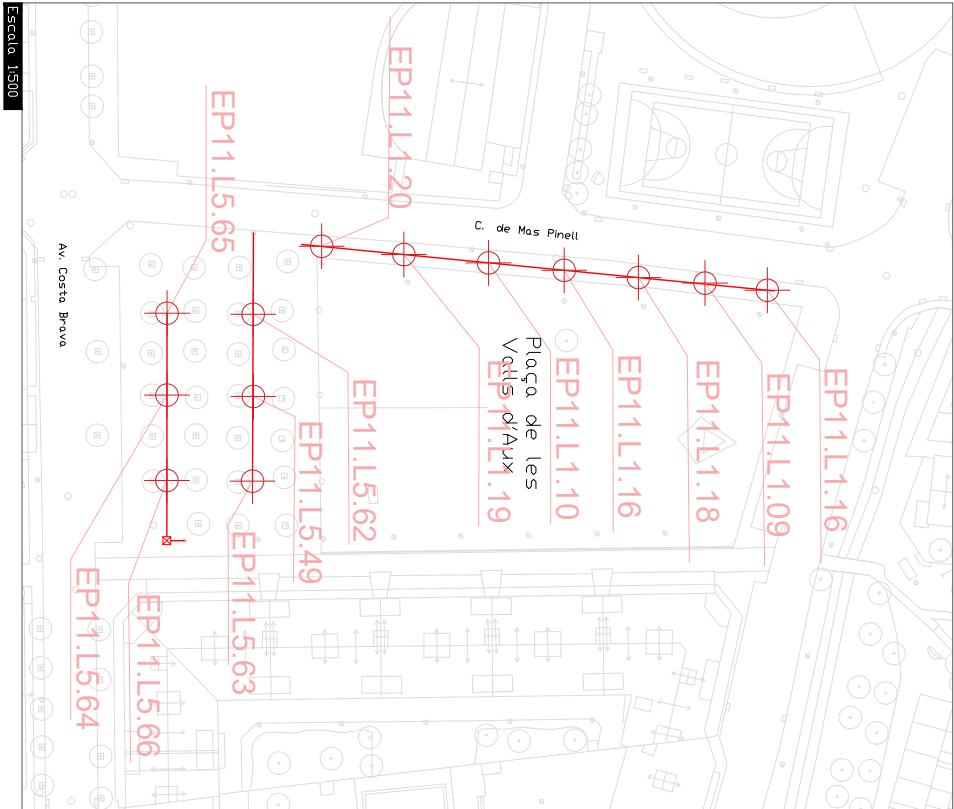 Escala 1:500
EP11.L1.20
EP11.L5.65
C. de Mas Pinell
Av. Costa Brava
Plaça de les
Valls d'Aux
EP11.L1.19
EP11.L1.10
EP11.L1.16
EP11.L1.18
EP11.L1.09
EP11.L1.16
EP11.L5.62
EP11.L5.49
EP11.L5.63
EP11.L5.66
EP11.L5.64